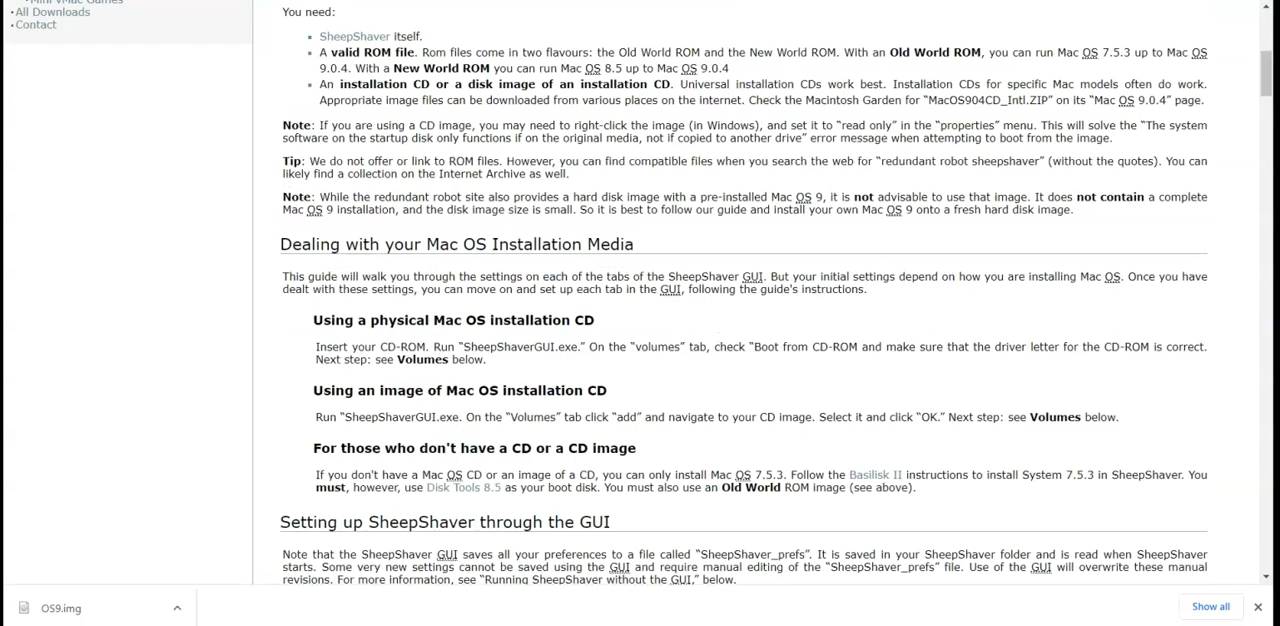 Mini vMac Games
•All Downloads
•Contact
You need:
SheepShaver itself.
A valid ROM file. Rom files come in two flavours: the Old World ROM and the New World ROM. With an Old World ROM, you can run Mac OS 7.5.3 up to Mac OS
9.0.4. With a New World ROM you can run Mac OS 8.5 up to Mac OS 9.0.4
An installation CD or a disk image of an installation CD. Universal installation CDs work best. Installation CDs for specific Mac models often do work.
Appropriate image files can be downloaded from various places on the internet. Check the Macintosh Garden for “MacOS904CD_Intl.ZIP” on its “Mac OS 9.0.4” page.
Note: If you are using a CD image, you may need to right-click the image (in Windows), and set it to “read only” in the “properties” menu. This will solve the “The system
software on the startup disk only functions if on the original media, not if copied to another drive” error message when attempting to boot from the image.
Tip: We do not offer or link to ROM files. However, you can find compatible files when you search the web for “redundant robot sheepshaver” (without the quotes). You can
likely find a collection on the Internet Archive as well.
Note: While the redundant robot site also provides a hard disk image with a pre-installed Mac OS 9, it is not advisable to use that image. It does not contain a complete
Mac OS 9 installation, and the disk image size is small. So it is best to follow our guide and install your own Mac OS 9 onto a fresh hard disk image.
Dealing with your Mac OS Installation Media
This guide will walk you through the settings on each of the tabs of the SheepShaver GUI. But your initial settings depend on how you are installing Mac OS. Once you have
dealt with these settings, you can move on and set up each tab in the GUI, following the guide's instructions.
Using a physical Mac OS installation CD
Insert your CD-ROM. Run “SheepShaverGUI.exe.” On the “volumes” tab, check “Boot from CD-ROM and make sure that the driver letter for the CD-ROM is correct.
Next step: see Volumes below.
Using an image of Mac OS installation CD
Run “SheepShaverGUI.exe. On the “Volumes” tab click “add” and navigate to your CD image. Select it and click “OK.” Next step: see Volumes below.
For those who don't have a CD or a CD image
If you don't have a Mac OS CD or an image of a CD, you can only install Mac OS 7.5.3. Follow the Basilisk II instructions to install System 7.5.3 in SheepShaver. You
must, however, use Disk Tools 8.5 as your boot disk. You must also use an Old World ROM image (see above).
Setting up SheepShaver through the GUI
Note that the SheepShaver GUI saves all your preferences to a file called “SheepShaver_prefs”. It is saved in your SheepShaver folder and is read when SheepShaver
starts. Some very new settings cannot be saved using the GUI and require manual editing of the “SheepShaver_prefs” file. Use of the GUI will overwrite these manual
revisions. For more information, see “Running SheepShaver without the GUI,” below.
OS9.img
Show all